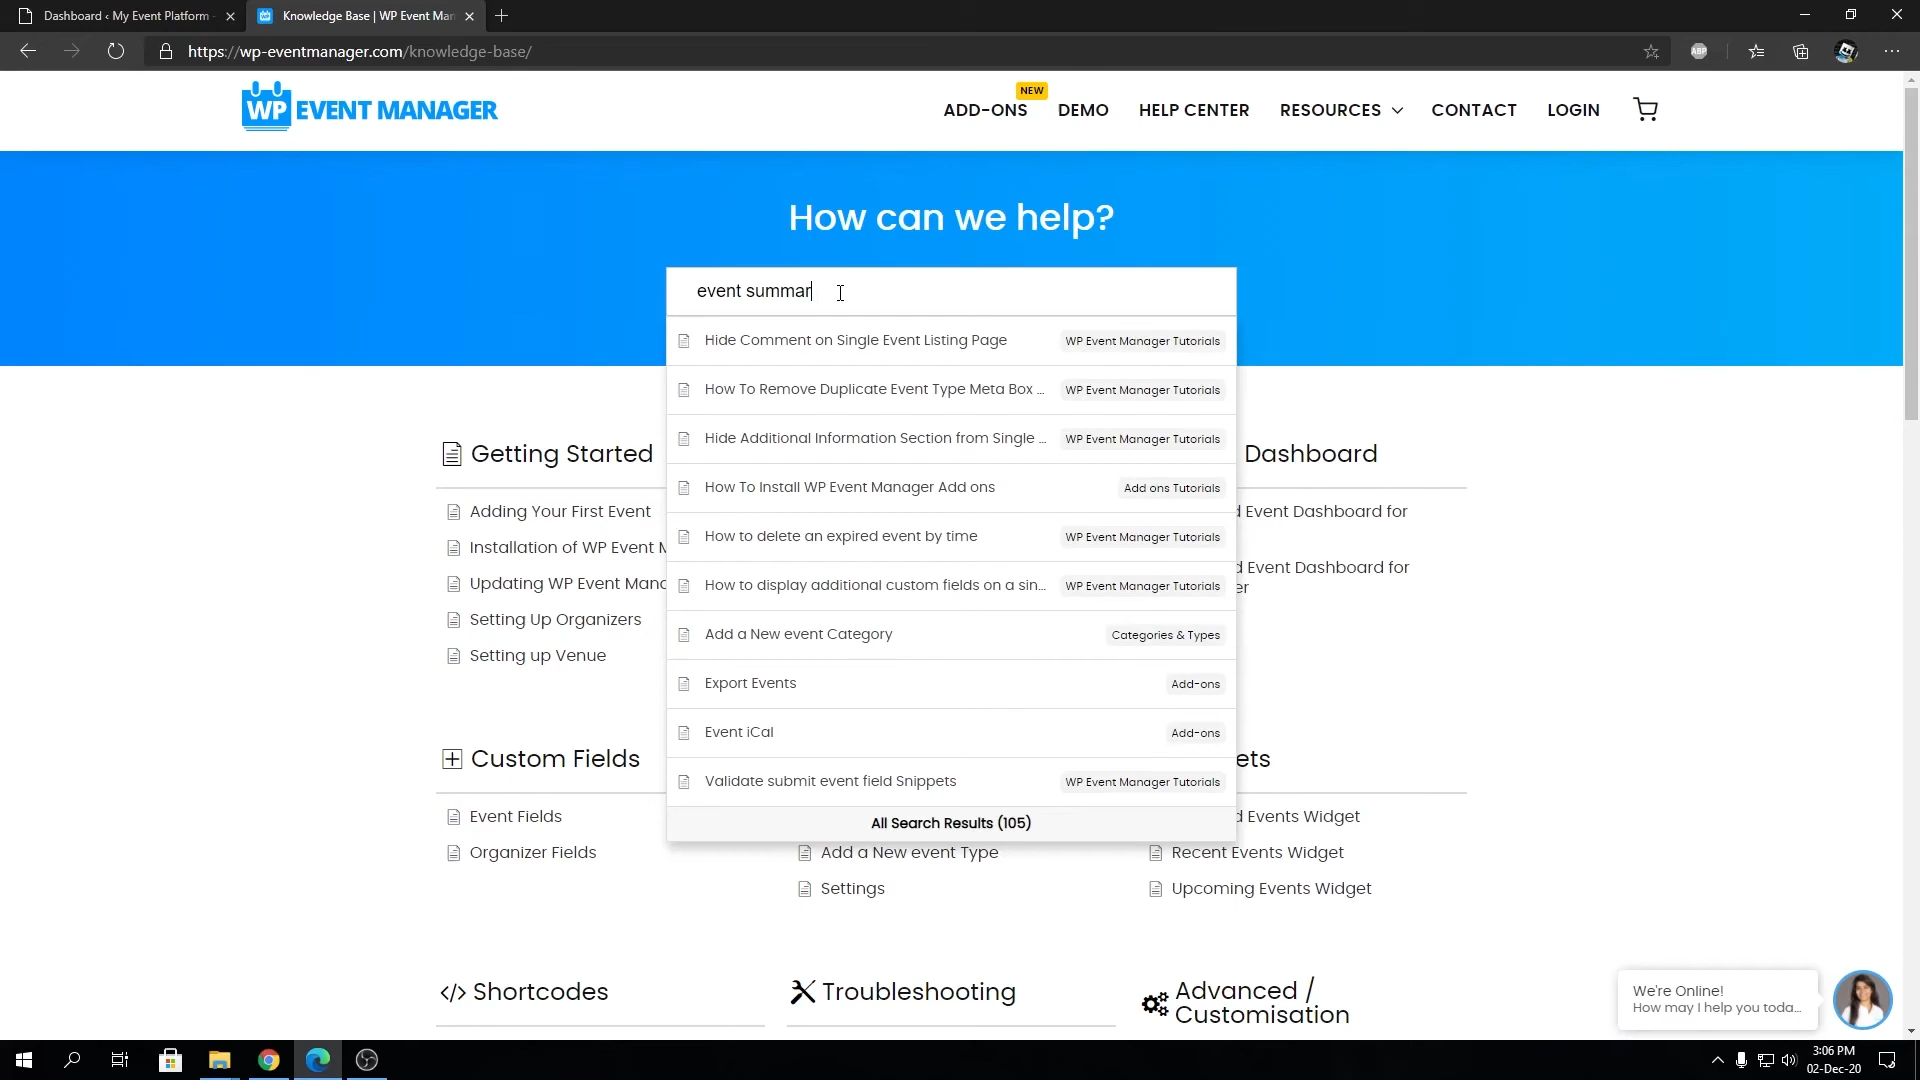 Dashboard ‹ My Event Platform
Knowledge Base | WP Event Man
https://wp-eventmanager.com/knowledge-base/
ABP
WP EVENT MANAGER
NEW
ADD-ONS DEMO HELP CENTER RESOURCES CONTACT LOGIN
How can we help?
event summar
Hide Comment on Single Event Listing Page WP Event Manager Tutorials
How To Remove Duplicate Event Type Meta Box ... WP Event Manager Tutorials
Hide Additional Information Section from Single ... WP Event Manager Tutorials
How To Install WP Event Manager Add ons Add ons Tutorials
How to delete an expired event by time WP Event Manager Tutorials
How to display additional custom fields on a sin... WP Event Manager Tutorials
Add a New event Category Categories & Types
Export Events Add-ons
Event iCal Add-ons
Validate submit event field Snippets WP Event Manager Tutorials
All Search Results (105)
Getting Started
Adding Your First Event
Installation of WP Event M
Updating WP Event Mana
Setting Up Organizers
Setting up Venue
Dashboard
d Event Dashboard for
d Event Dashboard for
er
Custom Fields
Event Fields
Organizer Fields
Add a New event Type
Settings
ets
d Events Widget
Recent Events Widget
Upcoming Events Widget
Shortcodes
Troubleshooting
Advanced /
Customisation
We're Online!
How may I help you toda...
3:06 PM
02-Dec-20